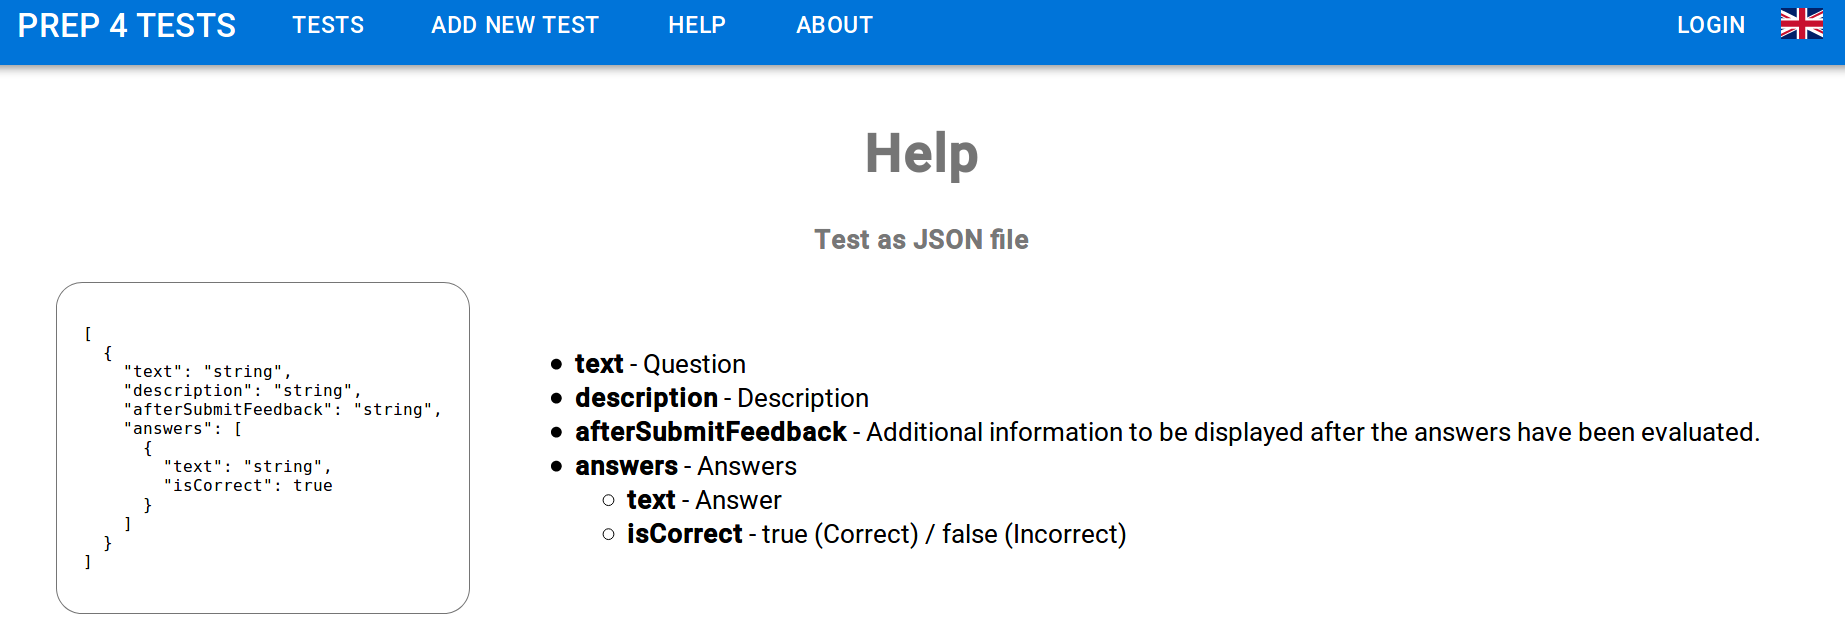 PREP 4 TESTS TESTS ADD NEW TEST HELP ABOUT LOGIN
Help
Test as JSON file
[
  {
    "text": "string",
    "description": "string",
    "afterSubmitFeedback": "string",
    "answers": [
      {
        "text": "string",
        "isCorrect": true
      }
    ]
  }
]
text - Question
description - Description
afterSubmitFeedback - Additional information to be displayed after the answers have been evaluated.
answers - Answers
text - Answer
isCorrect - true (Correct) / false (Incorrect)